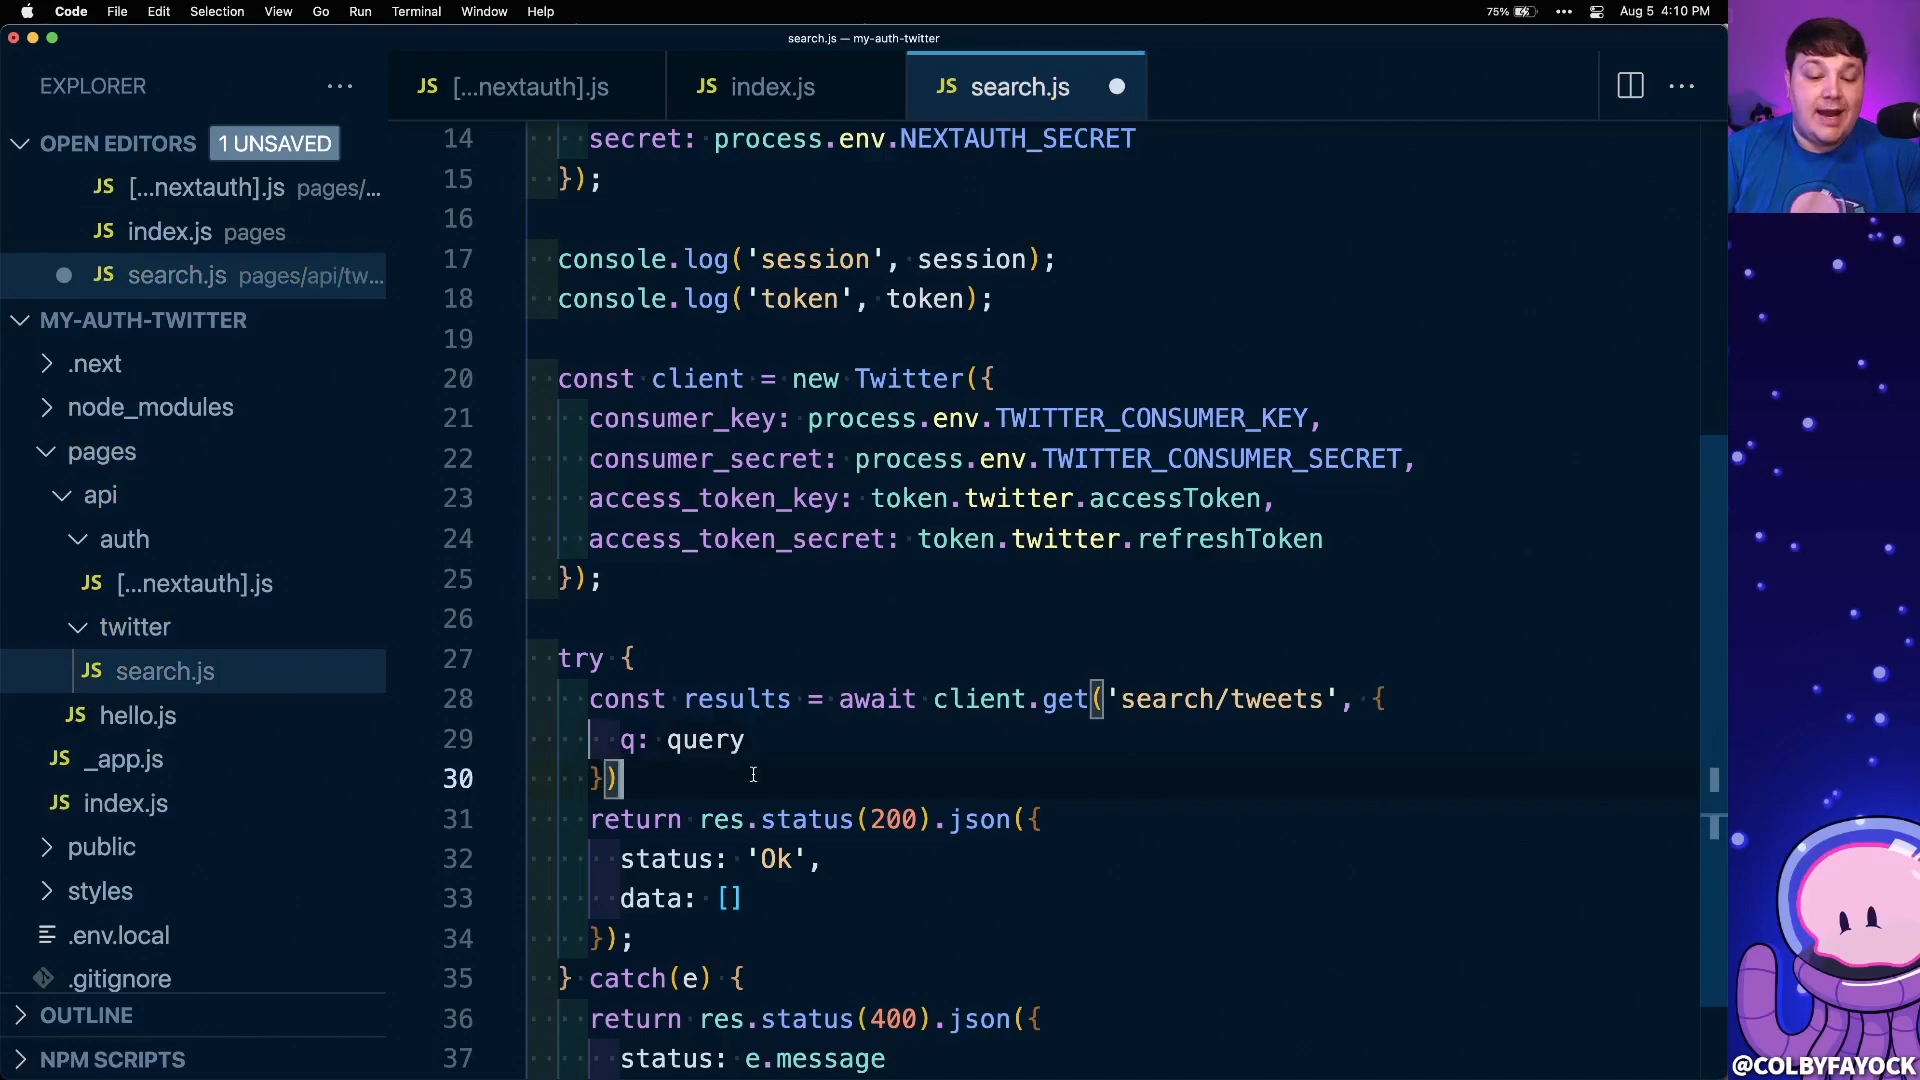 Code File Edit Selection View Go Run Terminal Window Help 75% Aug 5 4:10 PM
search.js — my-auth-twitter
EXPLORER
JS [...nextauth].js JS index.js JS search.js
OPEN EDITORS 1 UNSAVED
JS [...nextauth].js pages/...
JS index.js pages
JS search.js pages/api/tw...
MY-AUTH-TWITTER
.next
node_modules
pages
api
auth
JS [...nextauth].js
twitter
JS search.js
JS hello.js
JS _app.js
JS index.js
public
styles
.env.local
.gitignore
OUTLINE
NPM SCRIPTS
14 secret: process.env.NEXTAUTH_SECRET
15 });
16
17 console.log('session', session);
18 console.log('token', token);
19
20 const client = new Twitter({
21 consumer_key: process.env.TWITTER_CONSUMER_KEY,
22 consumer_secret: process.env.TWITTER_CONSUMER_SECRET,
23 access_token_key: token.twitter.accessToken,
24 access_token_secret: token.twitter.refreshToken
25 });
26
27 try {
28 const results = await client.get('search/tweets', {
29 q: query
30 })
31 return res.status(200).json({
32 status: 'Ok',
33 data: []
34 });
35 } catch(e) {
36 return res.status(400).json({
37 status: e.message
@COLBYFAYOCK